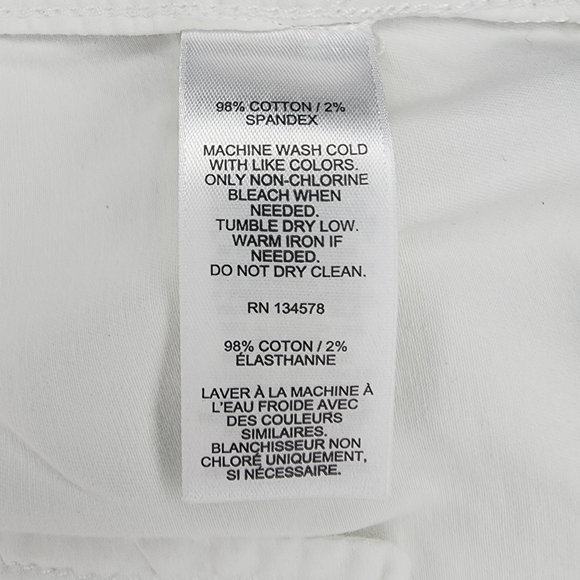 98% COTTON / 2%
SPANDEX
MACHINE WASH COLD
WITH LIKE COLORS.
ONLY NON-CHLORINE
BLEACH WHEN
NEEDED.
TUMBLE DRY LOW.
WARM IRON IF
NEEDED.
DO NOT DRY CLEAN.
RN 134578
98% COTON / 2%
ÉLASTHANNE
LAVER À LA MACHINE À
L'EAU FROIDE AVEC
DES COULEURS
SIMILAIRES.
BLANCHISSEUR NON
CHLORÉ UNIQUEMENT,
SI NÉCESSAIRE.